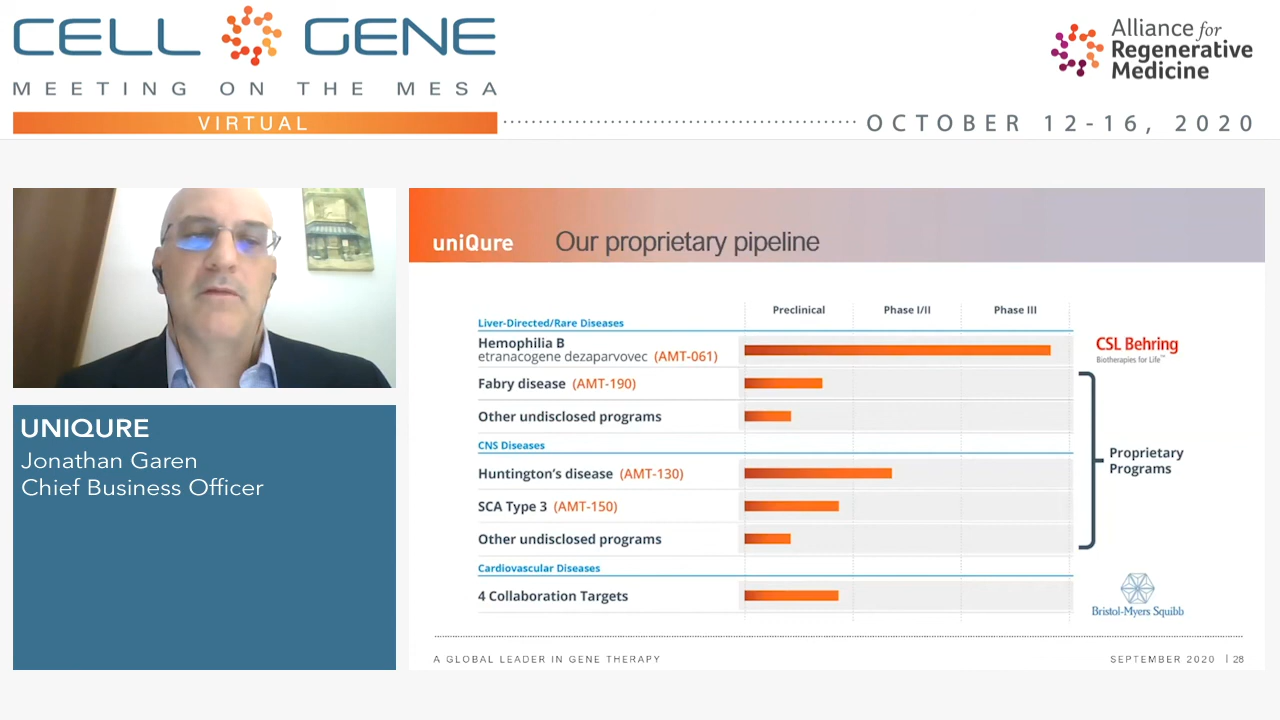 CELL GENE
MEETING ON THE MESA
VIRTUAL
Alliance for
Regenerative
Medicine
OCTOBER 12-16, 2020
UNIQURE
Jonathan Garen
Chief Business Officer
uniQure
Our proprietary pipeline
Preclinical
Phase I/II
Phase III
Liver-Directed/Rare Diseases
Hemophilia B
etranacogene dezaparvovec (AMT-061)
CSL Behring
Biotherapies for Life™
Fabry disease (AMT-190)
Other undisclosed programs
CNS Diseases
Huntington's disease (AMT-130)
SCA Type 3 (AMT-150)
Other undisclosed programs
Proprietary
Programs
Cardiovascular Diseases
4 Collaboration Targets
Bristol-Myers Squibb
A GLOBAL LEADER IN GENE THERAPY
SEPTEMBER 2020 | 28